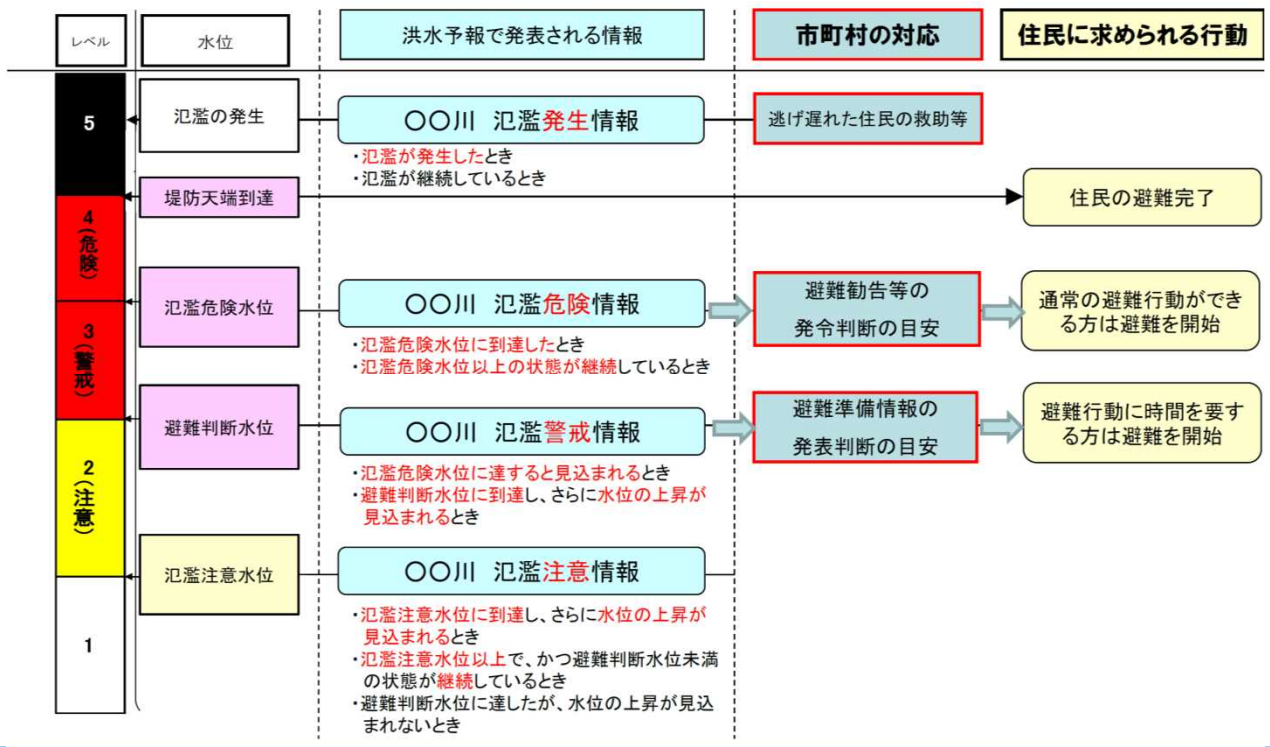 レベル
水位
洪水予報で発表される情報
市町村の対応
住民に求められる行動
5
氾濫の発生
〇〇川 氾濫発生情報
逃げ遅れた住民の救助等
・氾濫が発生したとき
・氾濫が継続しているとき
堤防天端到達
住民の避難完了
4(危険)
氾濫危険水位
〇〇川 氾濫危険情報
避難勧告等の
発令判断の目安
通常の避難行動ができ
る方は避難を開始
・氾濫危険水位に到達したとき
・氾濫危険水位以上の状態が継続しているとき
3(警戒)
避難判断水位
〇〇川 氾濫警戒情報
避難準備情報の
発表判断の目安
避難行動に時間を要す
る方は避難を開始
・氾濫危険水位に達すると見込まれるとき
・避難判断水位に到達し、さらに水位の上昇が
見込まれるとき
2(注意)
氾濫注意水位
〇〇川 氾濫注意情報
・氾濫注意水位に到達し、さらに水位の上昇が
見込まれるとき
・氾濫注意水位以上で、かつ避難判断水位未満
の状態が継続しているとき
・避難判断水位に達したが、水位の上昇が見込
まれないとき
1